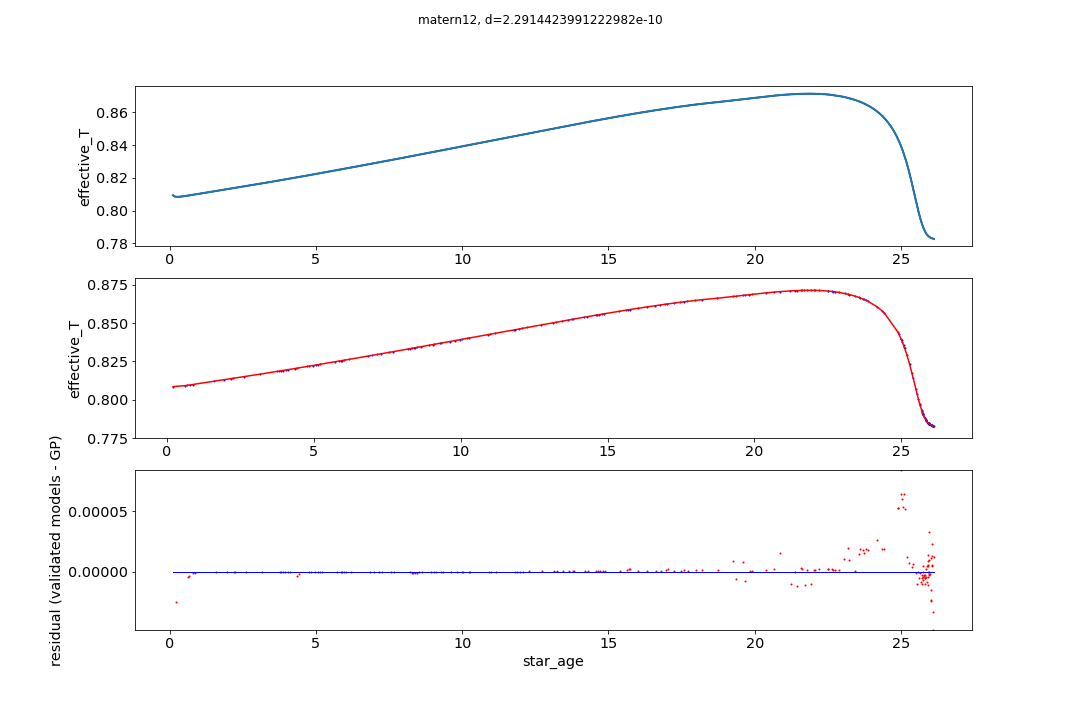 matern12, d=2.2914423991222982e-10
effective_T
0.86
0.84
0.82
0.80
0.78
0 5 10 15 20 25
effective_T
0.875
0.850
0.825
0.800
0.775
0 5 10 15 20 25
residual (validated models - GP)
0.00005
0.00000
0 5 10 15 20 25
star_age